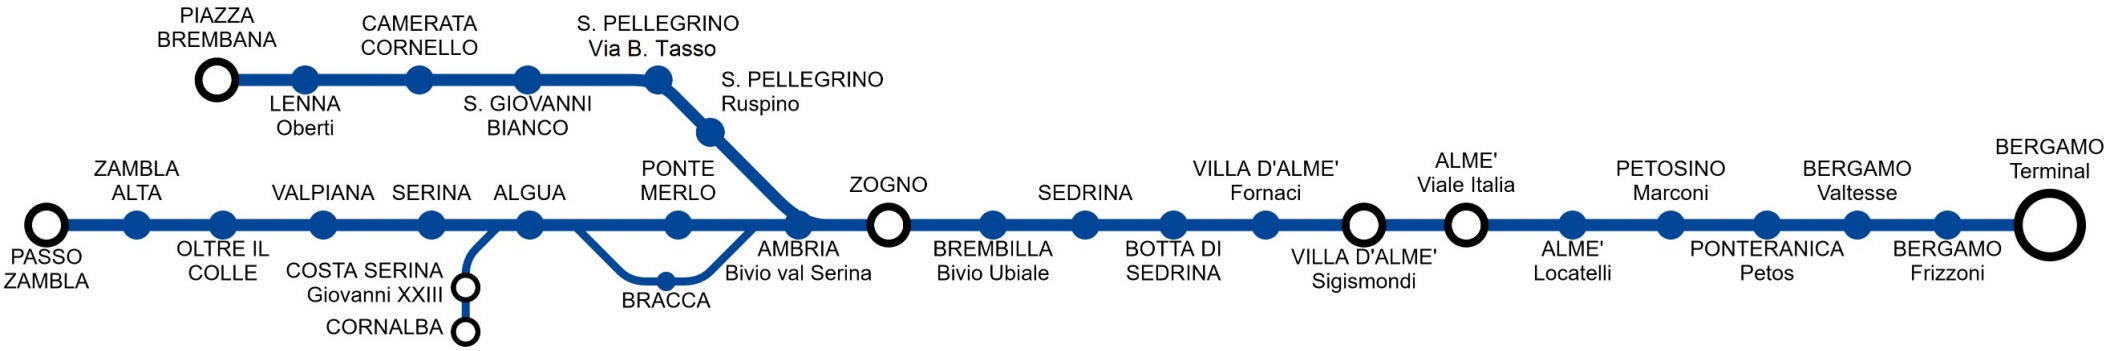 PIAZZA
BREMBANA
LENNA
Oberti
CAMERATA
CORNELLO
S. GIOVANNI
BIANCO
S. PELLEGRINO
Via B. Tasso
S. PELLEGRINO
Ruspino
PASSO
ZAMBLA
ZAMBLA
ALTA
OLTRE IL
COLLE
VALPIANA
SERINA
COSTA SERINA
Giovanni XXIII
CORNALBA
ALGUA
PONTE
MERLO
BRACCA
AMBRIA
Bivio val Serina
ZOGNO
BREMBILLA
Bivio Ubiale
SEDRINA
BOTTA DI
SEDRINA
VILLA D'ALME'
Fornaci
VILLA D'ALME'
Sigismondi
ALME'
Viale Italia
ALME'
Locatelli
PETOSINO
Marconi
PONTERANICA
Petos
BERGAMO
Valtesse
BERGAMO
Frizzoni
BERGAMO
Terminal